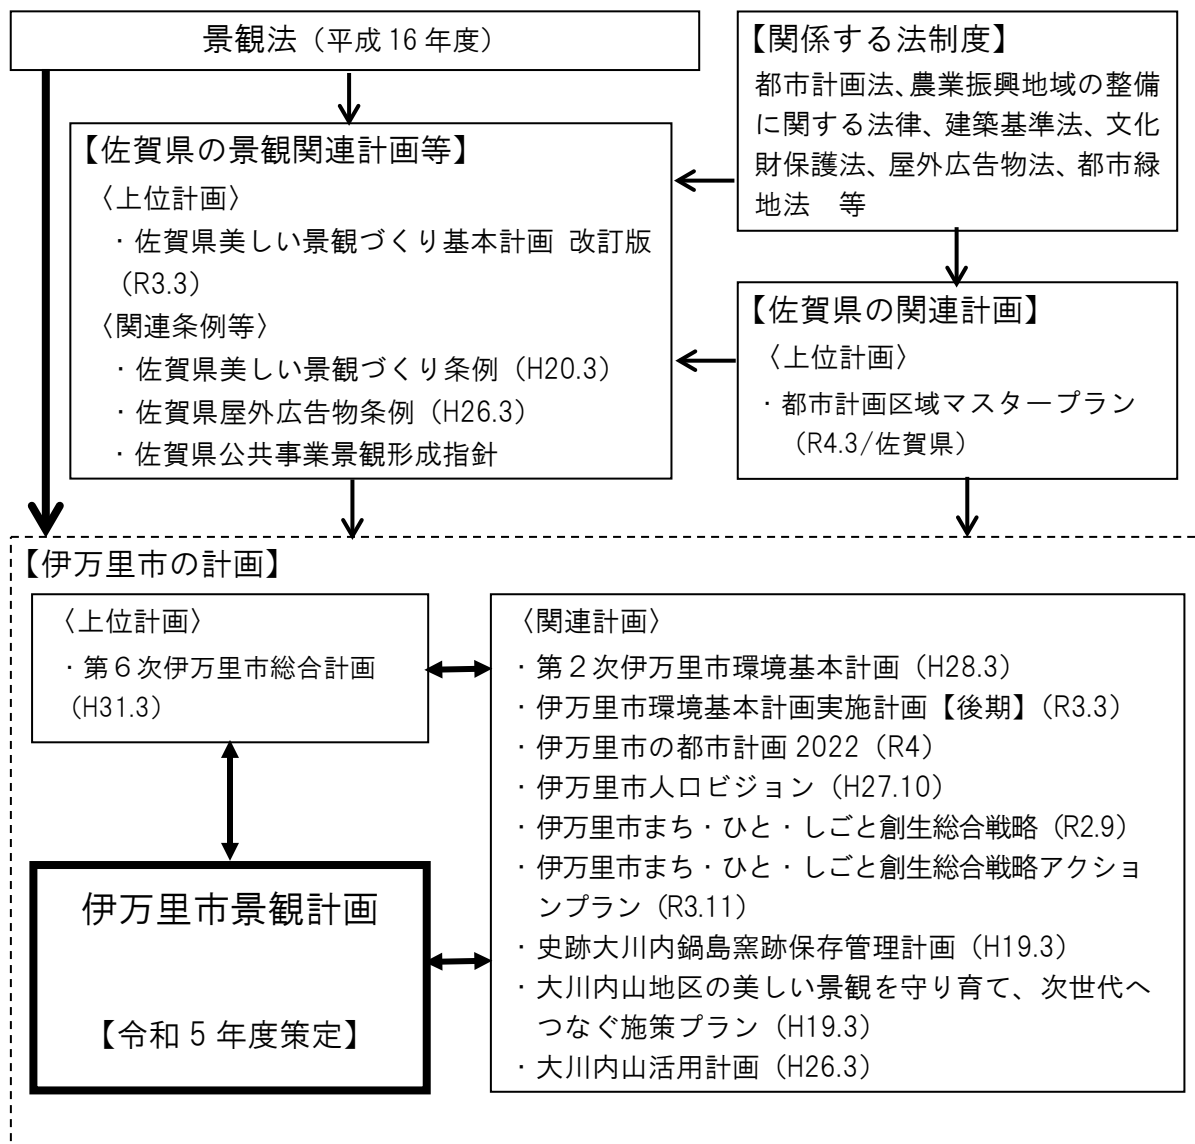 景観法（平成 16 年度）
【関係する法制度】
都市計画法、農業振興地域の整備
に関する法律、建築基準法、文化
財保護法、屋外広告物法、都市緑
地法　等
【佐賀県の景観関連計画等】
〈上位計画〉
・佐賀県美しい景観づくり基本計画 改訂版
（R3.3）
〈関連条例等〉
・佐賀県美しい景観づくり条例（H20.3）
・佐賀県屋外広告物条例（H26.3）
・佐賀県公共事業景観形成指針
【佐賀県の関連計画】
〈上位計画〉
・都市計画区域マスタープラン
（R4.3/佐賀県）
【伊万里市の計画】
〈上位計画〉
・第６次伊万里市総合計画
（H31.3）
伊万里市景観計画
【令和 5 年度策定】
〈関連計画〉
・第２次伊万里市環境基本計画（H28.3）
・伊万里市環境基本計画実施計画【後期】（R3.3）
・伊万里市の都市計画 2022（R4）
・伊万里市人口ビジョン（H27.10）
・伊万里市まち・ひと・しごと創生総合戦略（R2.9）
・伊万里市まち・ひと・しごと創生総合戦略アクショ
ンプラン（R3.11）
・史跡大川内鍋島窯跡保存管理計画（H19.3）
・大川内山地区の美しい景観を守り育て、次世代へ
つなぐ施策プラン（H19.3）
・大川内山活用計画（H26.3）